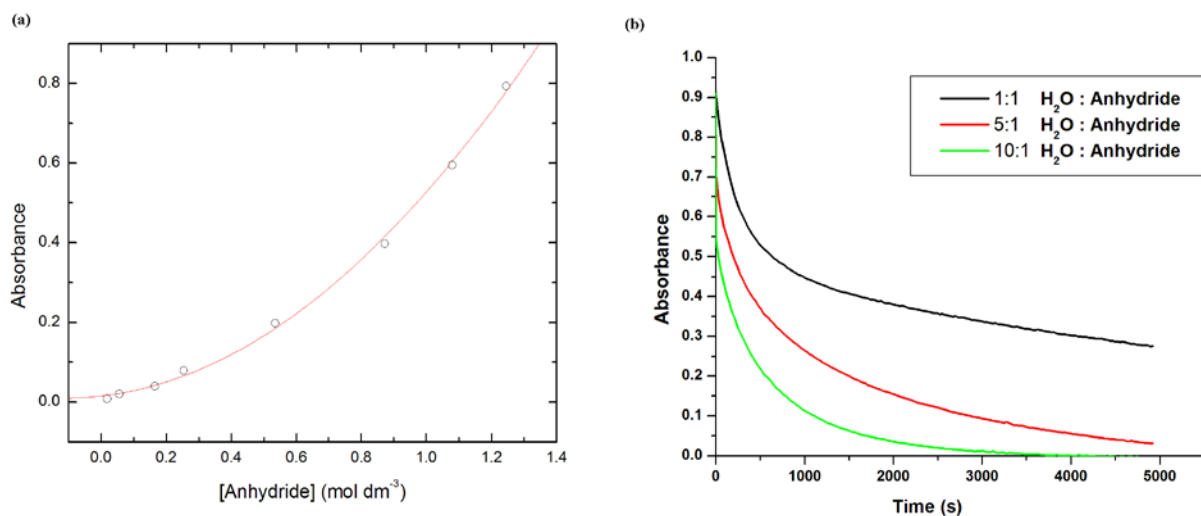 (a)
Absorbance
0.8
0.6
0.4
0.2
0.0
0.0 0.2 0.4 0.6 0.8 1.0 1.2 1.4
[Anhydride] (mol dm⁻³)
(b)
Absorbance
1.0
0.9
0.8
0.7
0.6
0.5
0.4
0.3
0.2
0.1
0.0
0 1000 2000 3000 4000 5000
Time (s)
1:1 H₂O : Anhydride
5:1 H₂O : Anhydride
10:1 H₂O : Anhydride